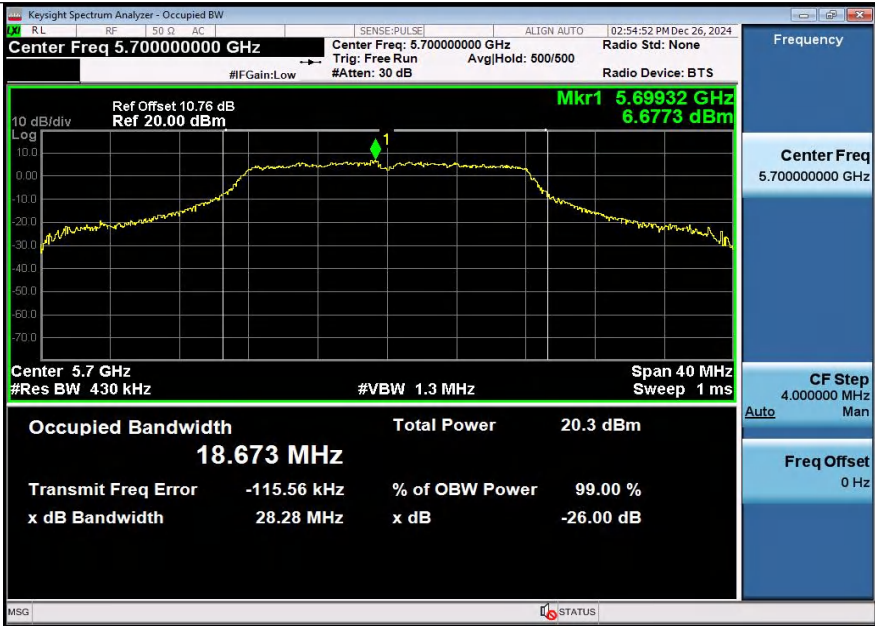 Keysight Spectrum Analyzer - Occupied BW
LXI RL RF 50 Ω AC SENSE:PULSE ALIGN AUTO 02:54:52 PM Dec 26, 2024
Center Freq 5.700000000 GHz
Center Freq: 5.700000000 GHz
Radio Std: None
Trig: Free Run
Avg|Hold: 500/500
#IFGain:Low
#Atten: 30 dB
Radio Device: BTS
Frequency
Ref Offset 10.76 dB
Mkr1 5.69932 GHz
10 dB/div
Ref 20.00 dBm
6.6773 dBm
Log
1
10.0
0.00
-10.0
-20.0
-30.0
-40.0
-50.0
-60.0
-70.0
Center 5.7 GHz
Span 40 MHz
#Res BW 430 kHz
#VBW 1.3 MHz
Sweep 1 ms
Occupied Bandwidth
Total Power 20.3 dBm
18.673 MHz
Transmit Freq Error -115.56 kHz
% of OBW Power 99.00 %
x dB Bandwidth 28.28 MHz
x dB -26.00 dB
Center Freq
5.700000000 GHz
CF Step
4.000000 MHz
Auto Man
Freq Offset
0 Hz
MSG
STATUS